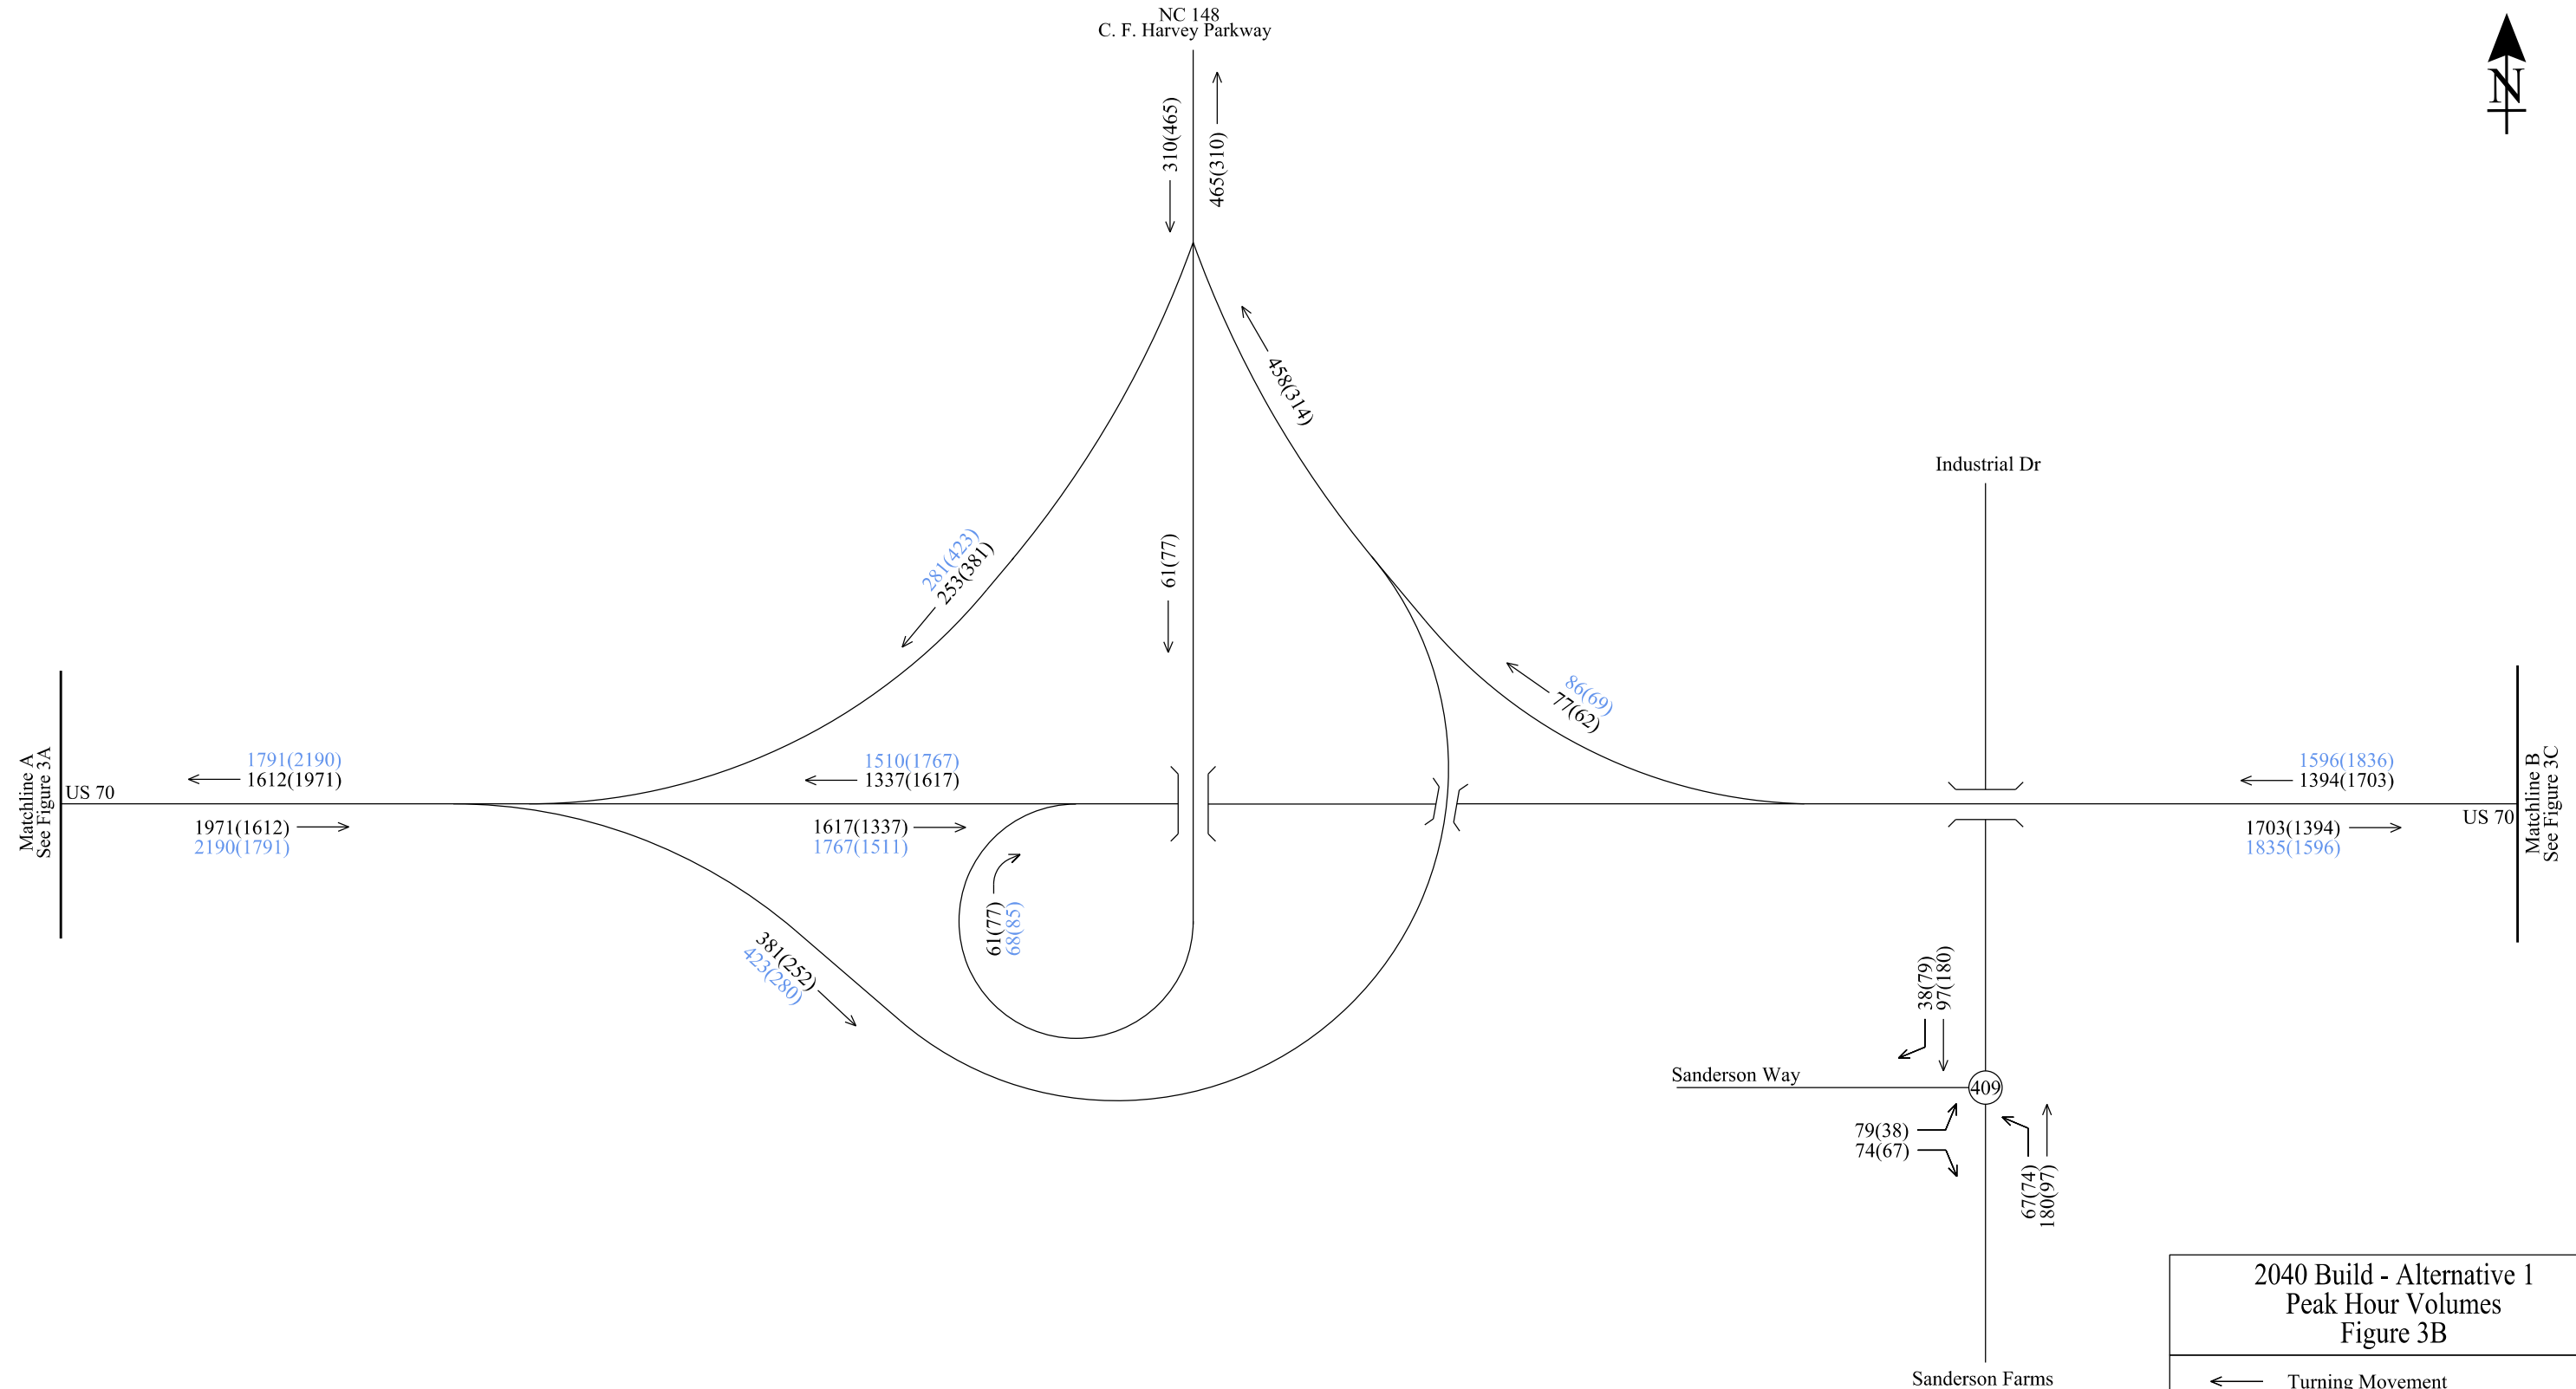 NC 148
C. F. Harvey Parkway
N
310(465)
465(310)
458(314)
Industrial Dr
61(77)
281(423)
253(381)
86(69)
77(62)
Matchline A
See Figure 3A
US 70
1791(2190)
1612(1971)
1971(1612)
2190(1791)
1510(1767)
1337(1617)
1617(1337)
1767(1511)
1596(1836)
1394(1703)
1703(1394)
1835(1596)
US 70
Matchline B
See Figure 3C
61(77)
68(85)
381(252)
423(280)
38(79)
97(180)
Sanderson Way
409
79(38)
74(67)
67(74)
180(97)
Sanderson Farms
2040 Build - Alternative 1
Peak Hour Volumes
Figure 3B
Turning Movement